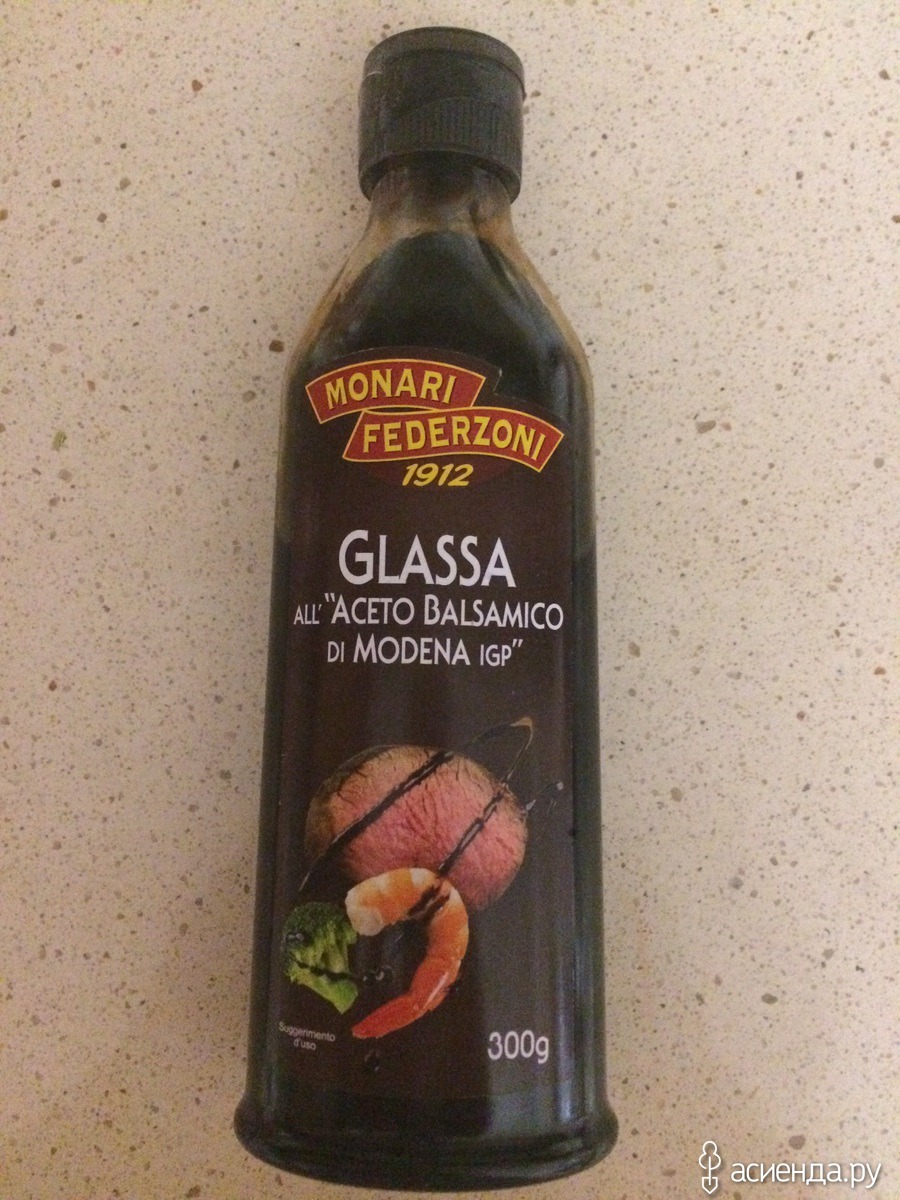 MONARI
FEDERZONI
1912
GLASSA
ALL' "ACETO BALSAMICO
DI MODENA IGP"
Suggerimento
d'uso
300g
асиенда.ру